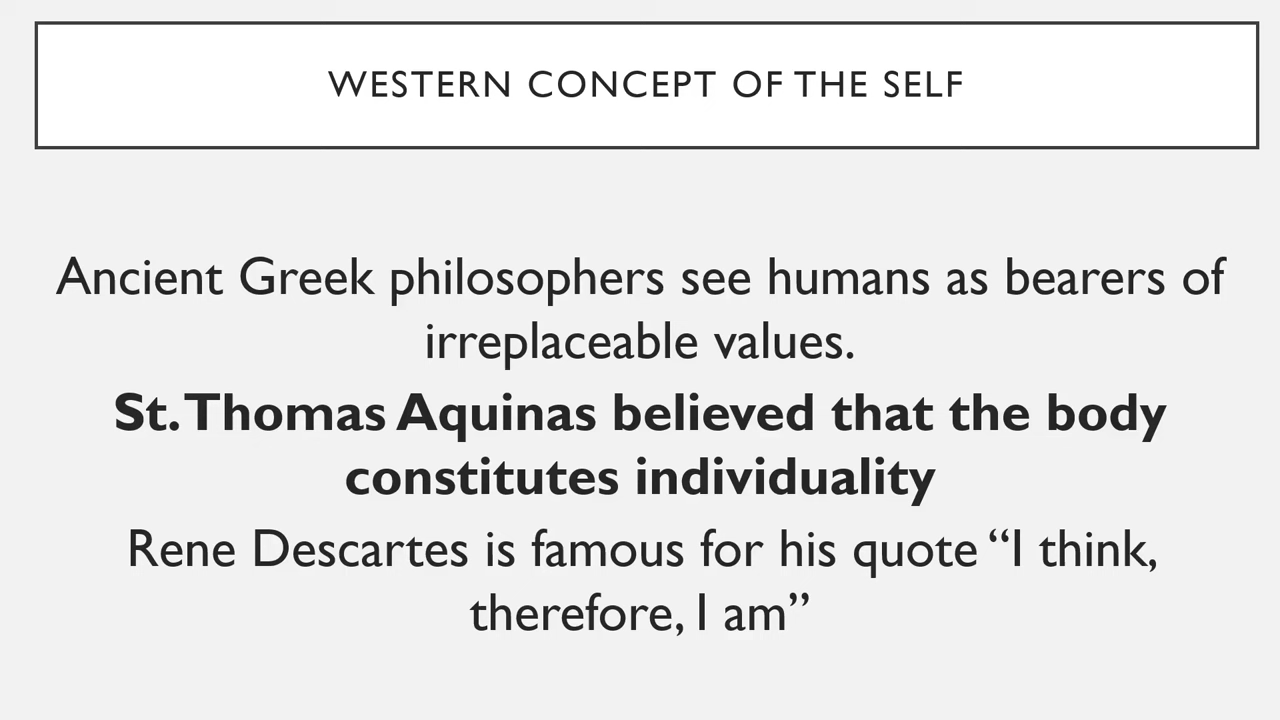 WESTERN CONCEPT OF THE SELF
Ancient Greek philosophers see humans as bearers of
irreplaceable values.
St. Thomas Aquinas believed that the body
constitutes individuality
Rene Descartes is famous for his quote “I think,
therefore, I am”